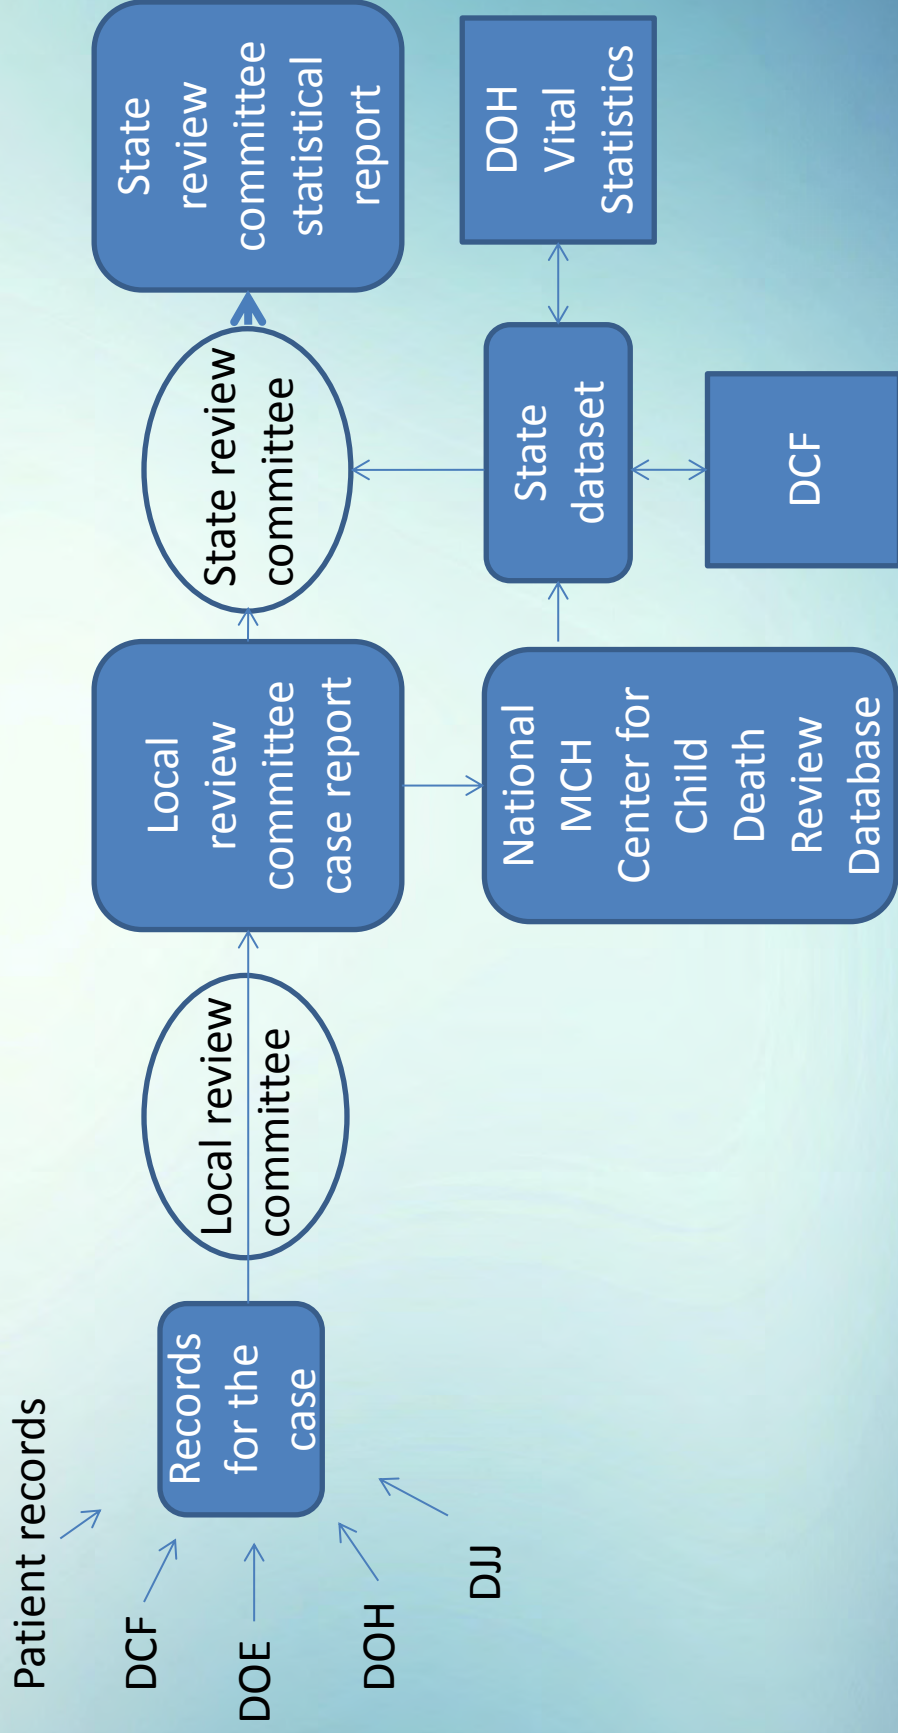 Patient records
DCF
DOE
DOH
DJJ
Records
for the
case
Local review
committee
Local
review
committee
case report
State review
committee
State
review
committee
statistical
report
National
MCH
Center for
Child
Death
Review
Database
State
dataset
DCF
DOH
Vital
Statistics